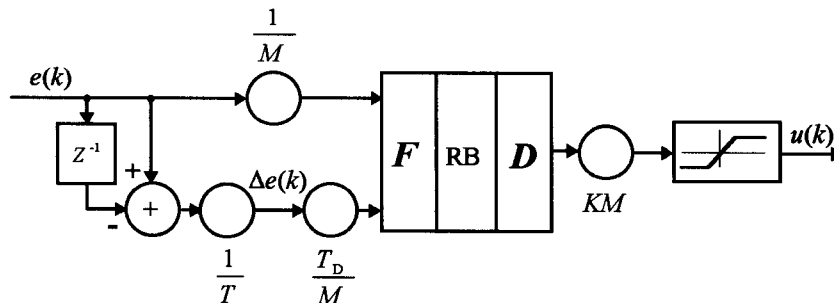 1
M
e(k)
Z⁻¹
+
+
-
Δe(k)
1
T
T_D
M
F
RB
D
KM
u(k)